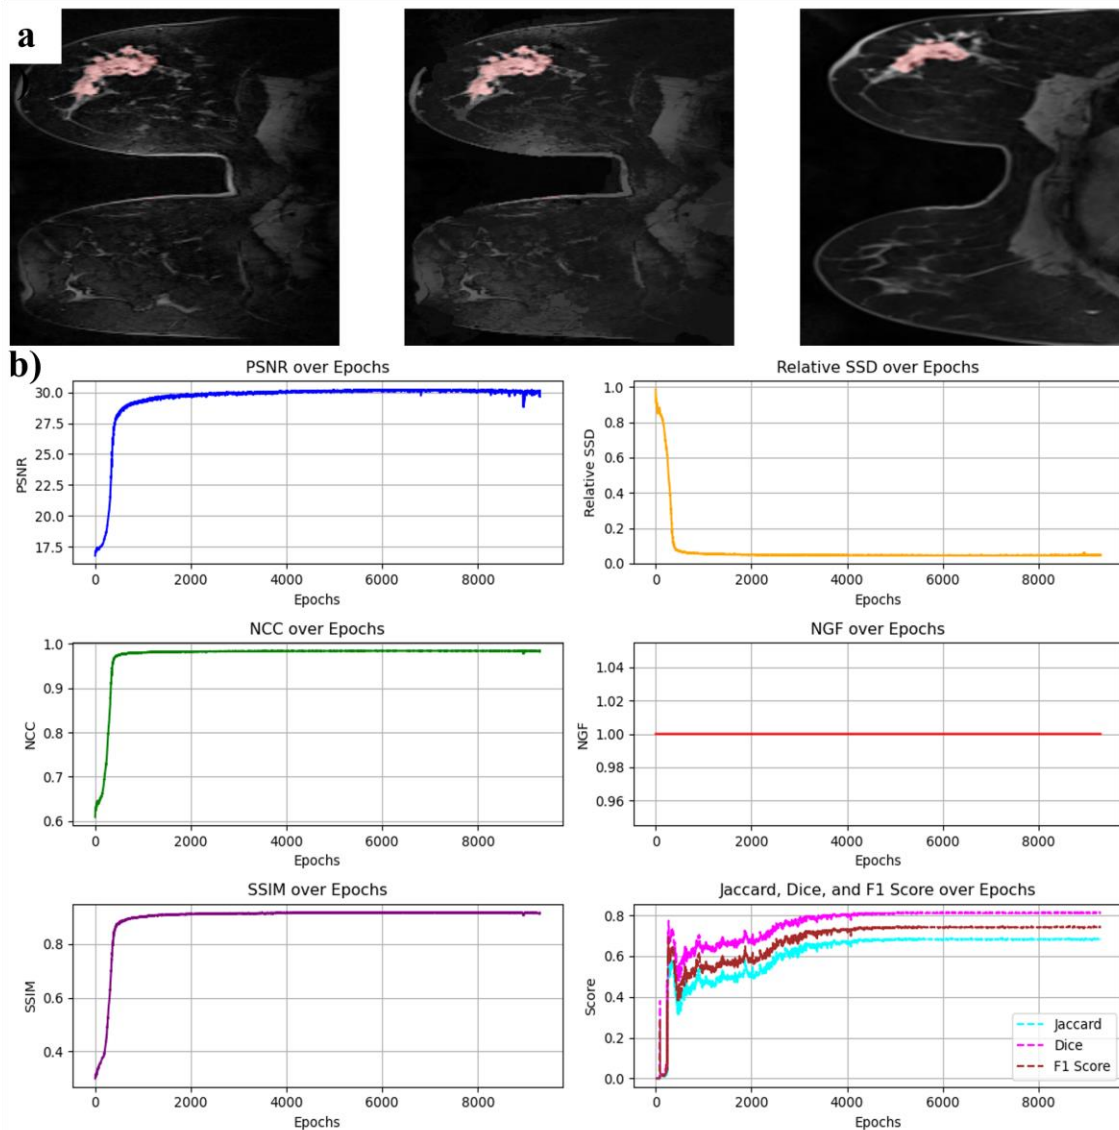 a
b)
PSNR over Epochs
30.0
27.5
25.0
22.5
20.0
17.5
PSNR
0 2000 4000 6000 8000
Epochs
Relative SSD over Epochs
1.0
0.8
0.6
0.4
0.2
0.0
Relative SSD
0 2000 4000 6000 8000
Epochs
NCC over Epochs
1.0
0.9
0.8
0.7
0.6
NCC
0 2000 4000 6000 8000
Epochs
NGF over Epochs
1.04
1.02
1.00
0.98
0.96
NGF
0 2000 4000 6000 8000
Epochs
SSIM over Epochs
0.8
0.6
0.4
SSIM
0 2000 4000 6000 8000
Epochs
Jaccard, Dice, and F1 Score over Epochs
0.8
0.6
0.4
0.2
0.0
Score
Jaccard
Dice
F1 Score
0 2000 4000 6000 8000
Epochs